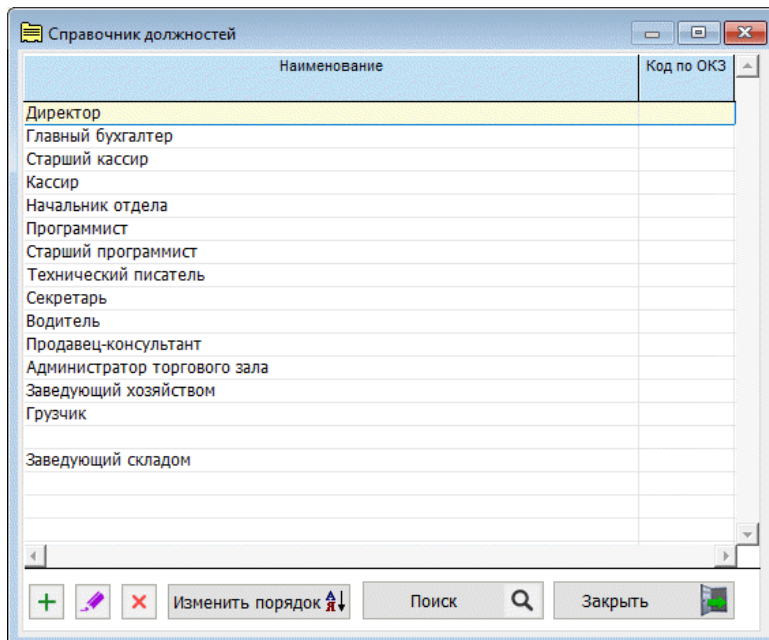 Справочник должностей
Наименование
Код по ОКЗ
Директор
Главный бухгалтер
Старший кассир
Кассир
Начальник отдела
Программист
Старший программист
Технический писатель
Секретарь
Водитель
Продавец-консультант
Администратор торгового зала
Заведующий хозяйством
Грузчик
Заведующий складом
Изменить порядок
Поиск
Закрыть